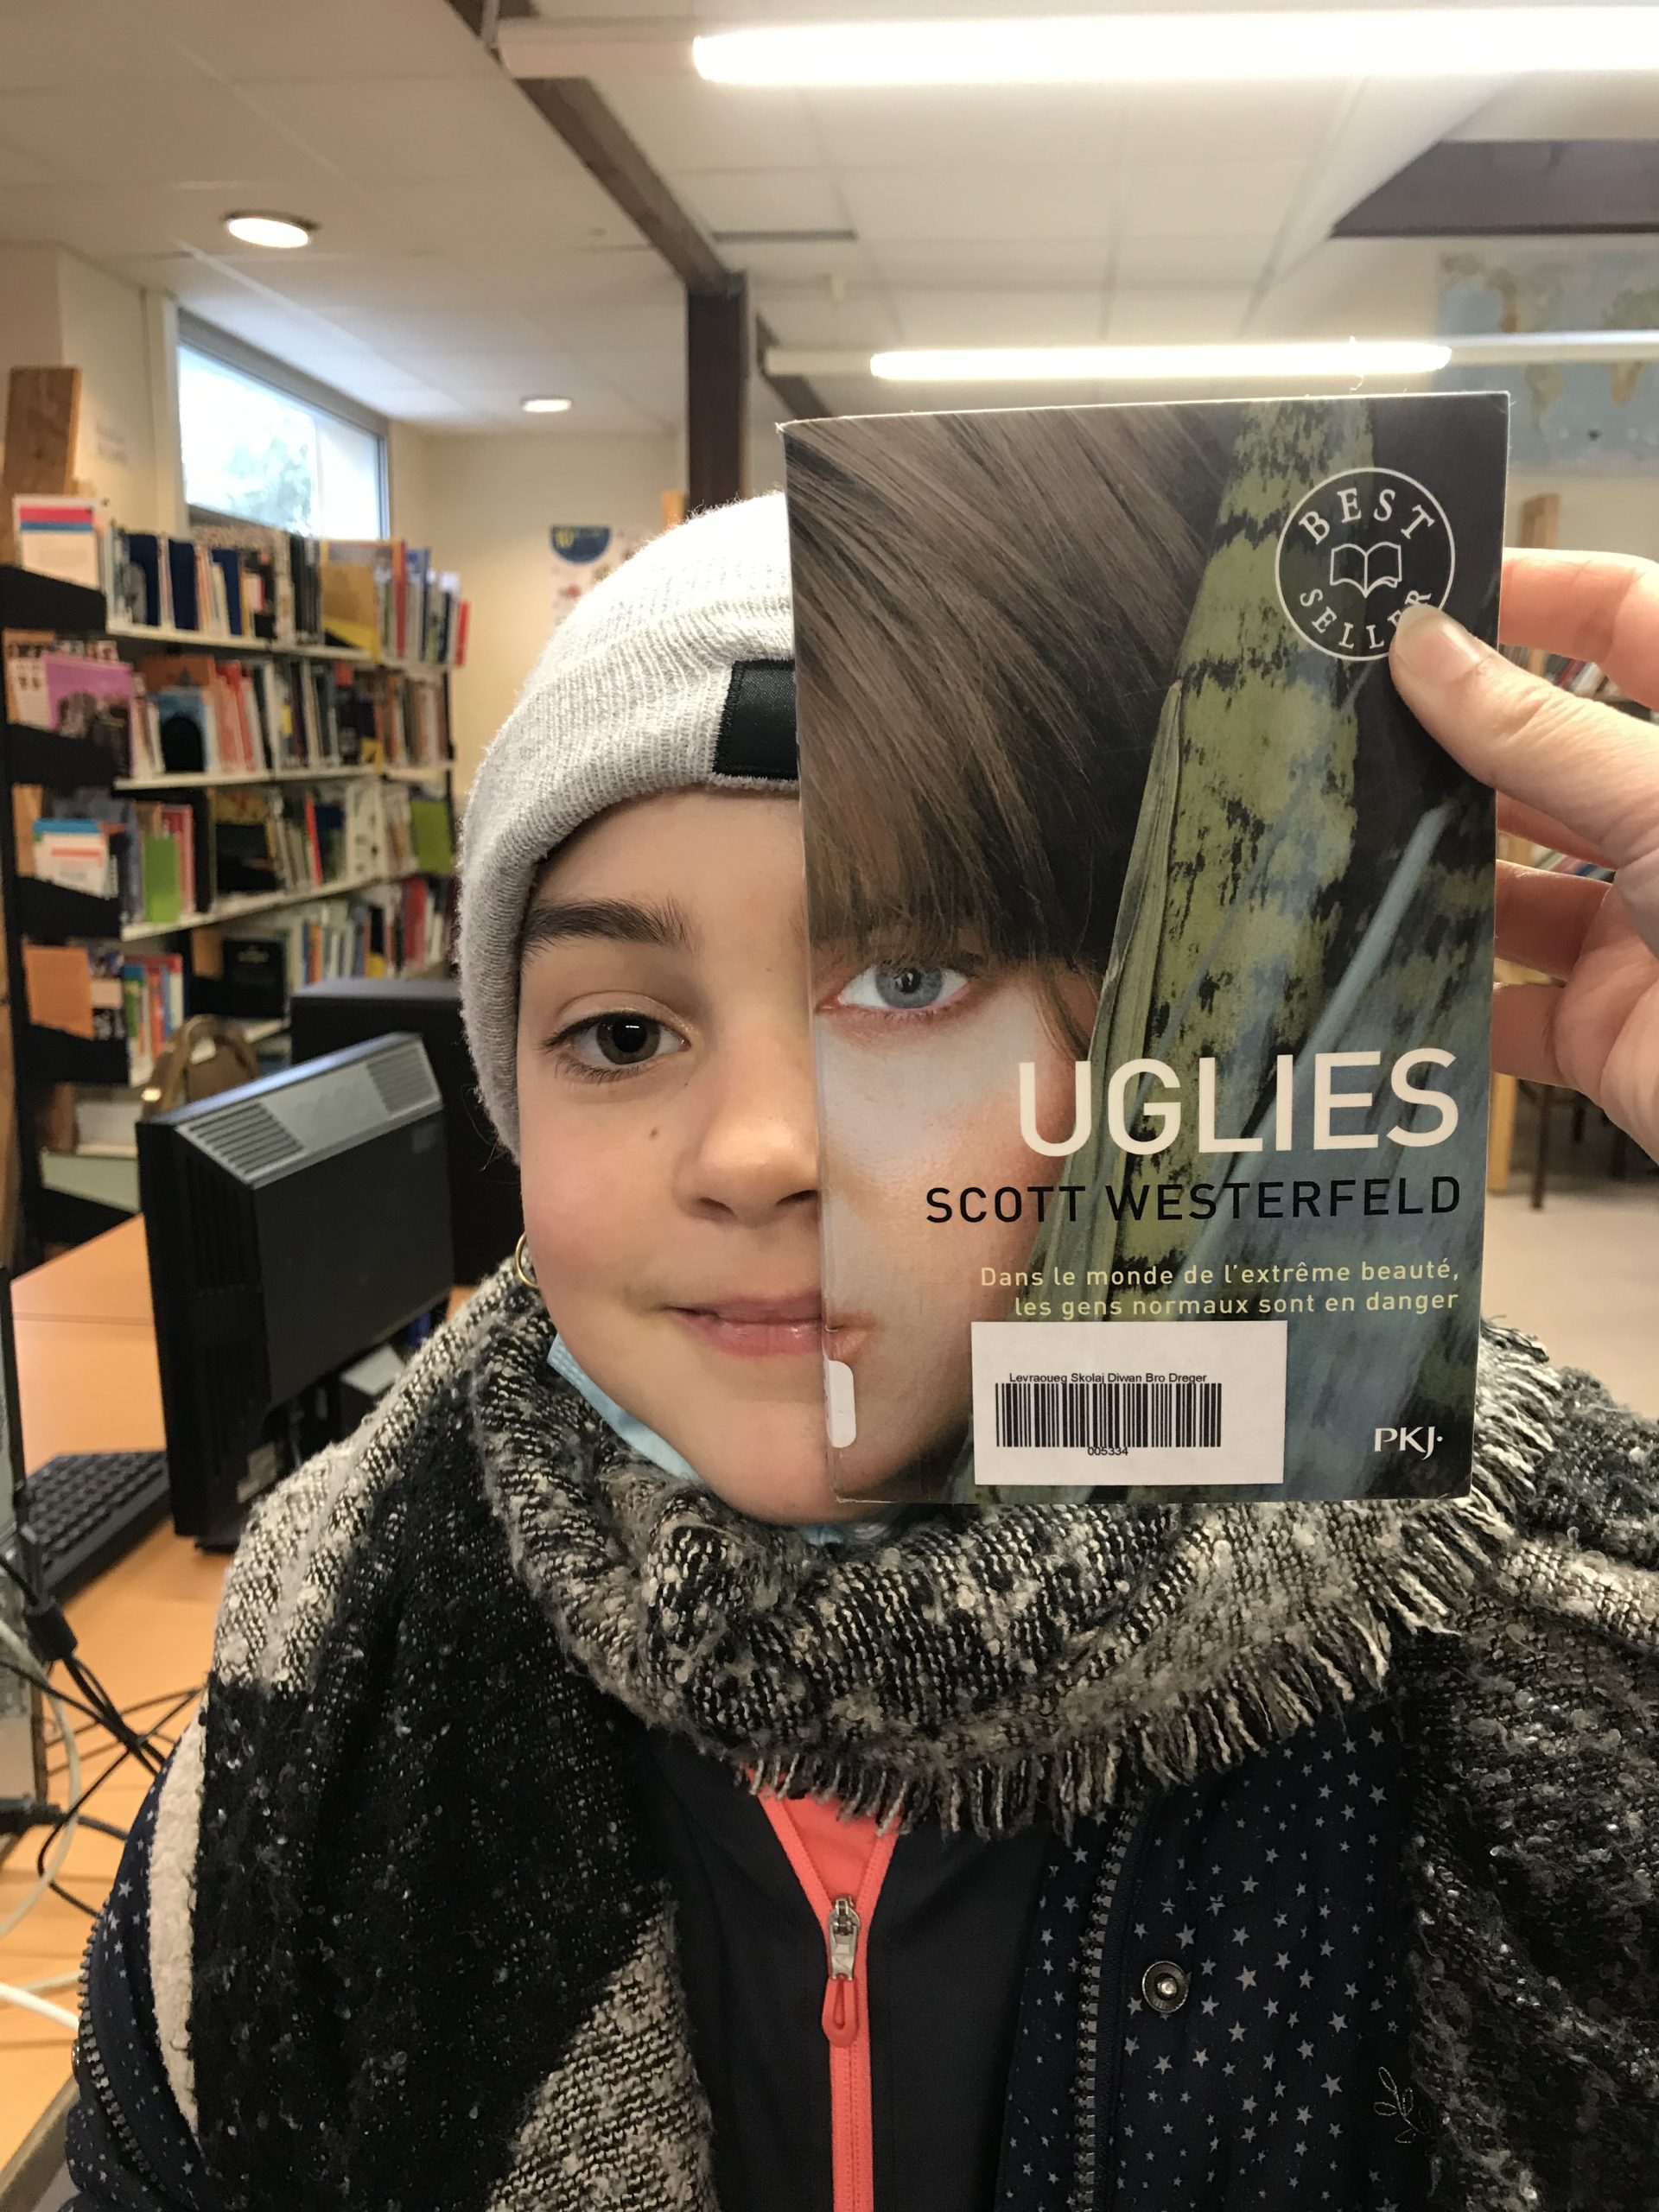 BEST
SELLER
UGLIES
SCOTT WESTERFELD
Dans le monde de l'extrême beauté,
les gens normaux sont en danger
Levraoueg Skolaj Diwan Bro Dreger
005334
PKJ·